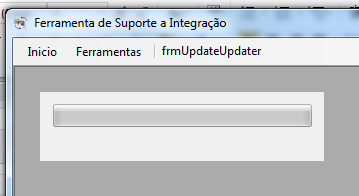 Ferramenta de Suporte a Integração
Inicio Ferramentas frmUpdateUpdater